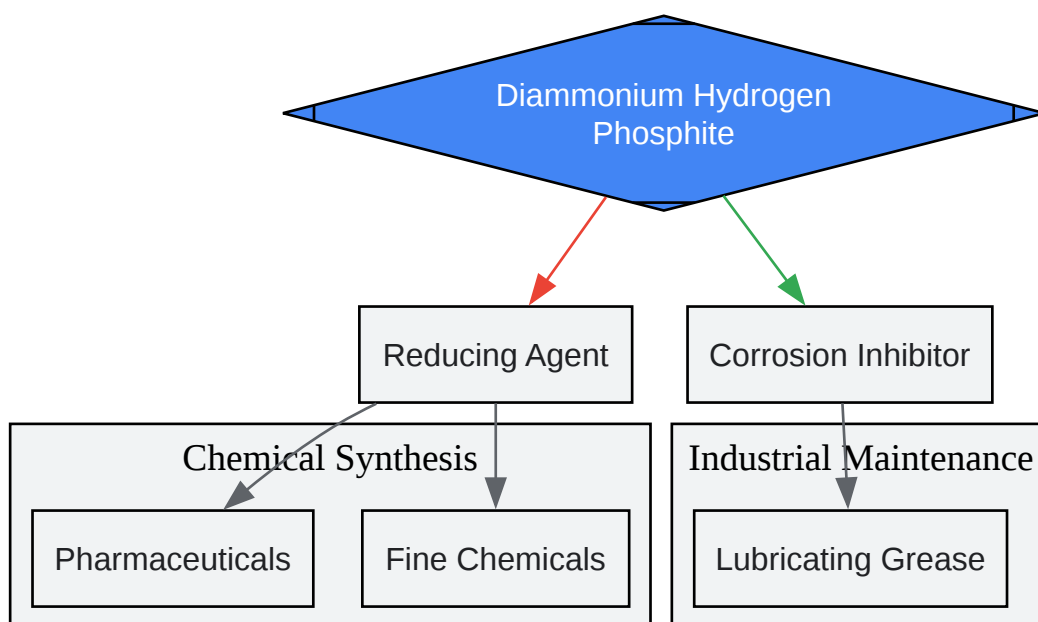 Diammonium Hydrogen
Phosphite
Reducing Agent
Corrosion Inhibitor
Chemical Synthesis
Industrial Maintenance
Pharmaceuticals
Fine Chemicals
Lubricating Grease